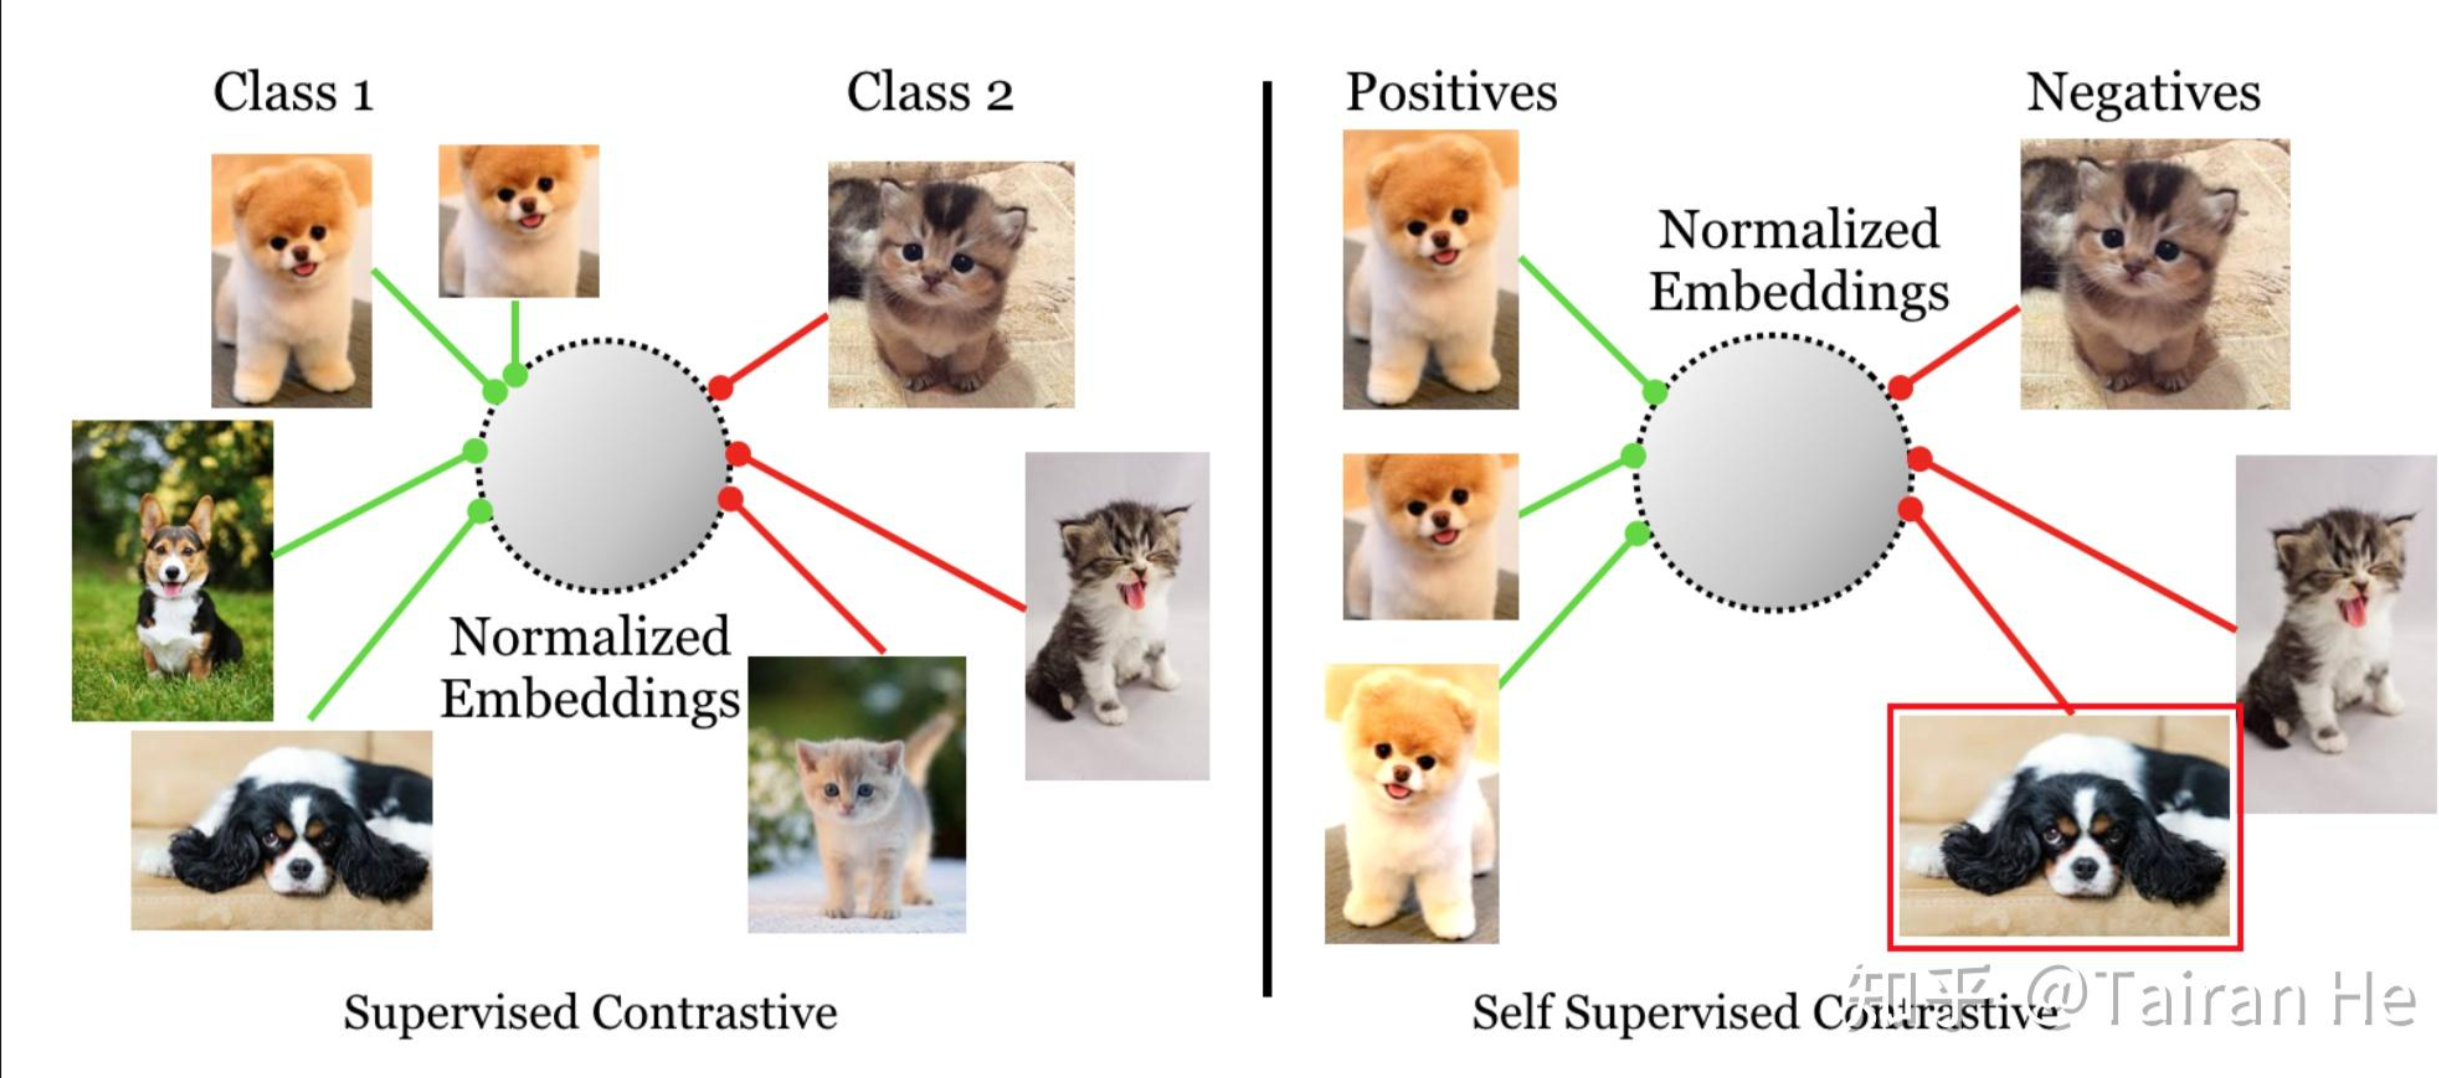 Class 1
Class 2
Normalized
Embeddings
Supervised Contrastive
Positives
Negatives
Normalized
Embeddings
Self Supervised Contrastive
知乎 @Tairan He